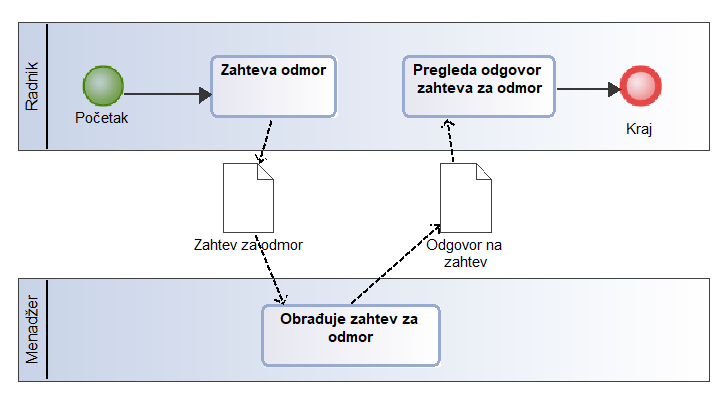 Radnik
Početak
Zahteva odmor
Pregleda odgovor
zahteva za odmor
Kraj
Zahtev za odmor
Odgovor na
zahtev
Menadžer
Obrađuje zahtev za
odmor